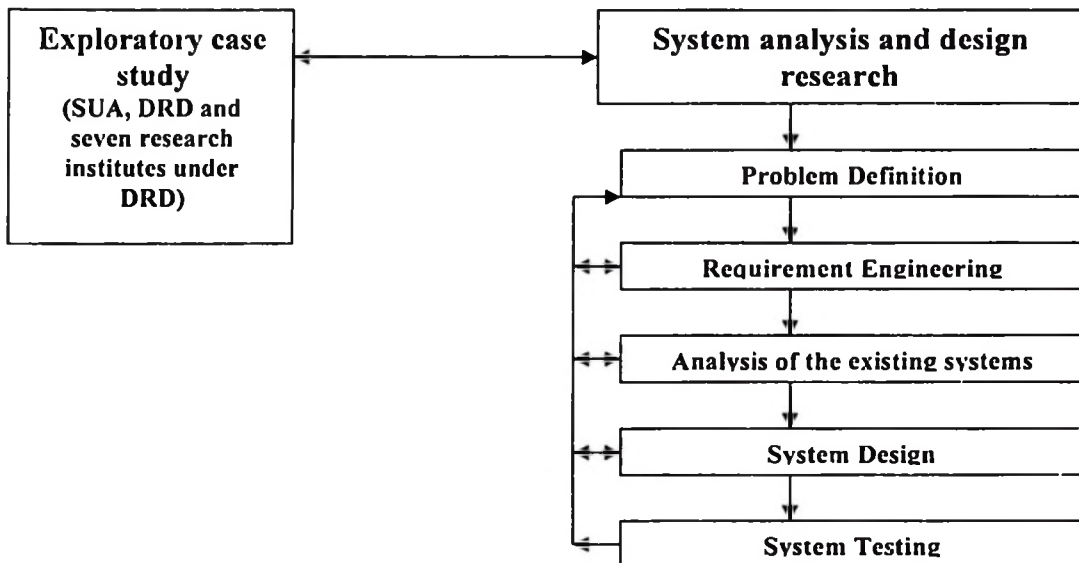 Exploratory case
study
(SUA, DRD and
seven research
institutes under
DRD)
System analysis and design
research
Problem Definition
Requirement Engineering
Analysis of the existing systems
System Design
System Testing